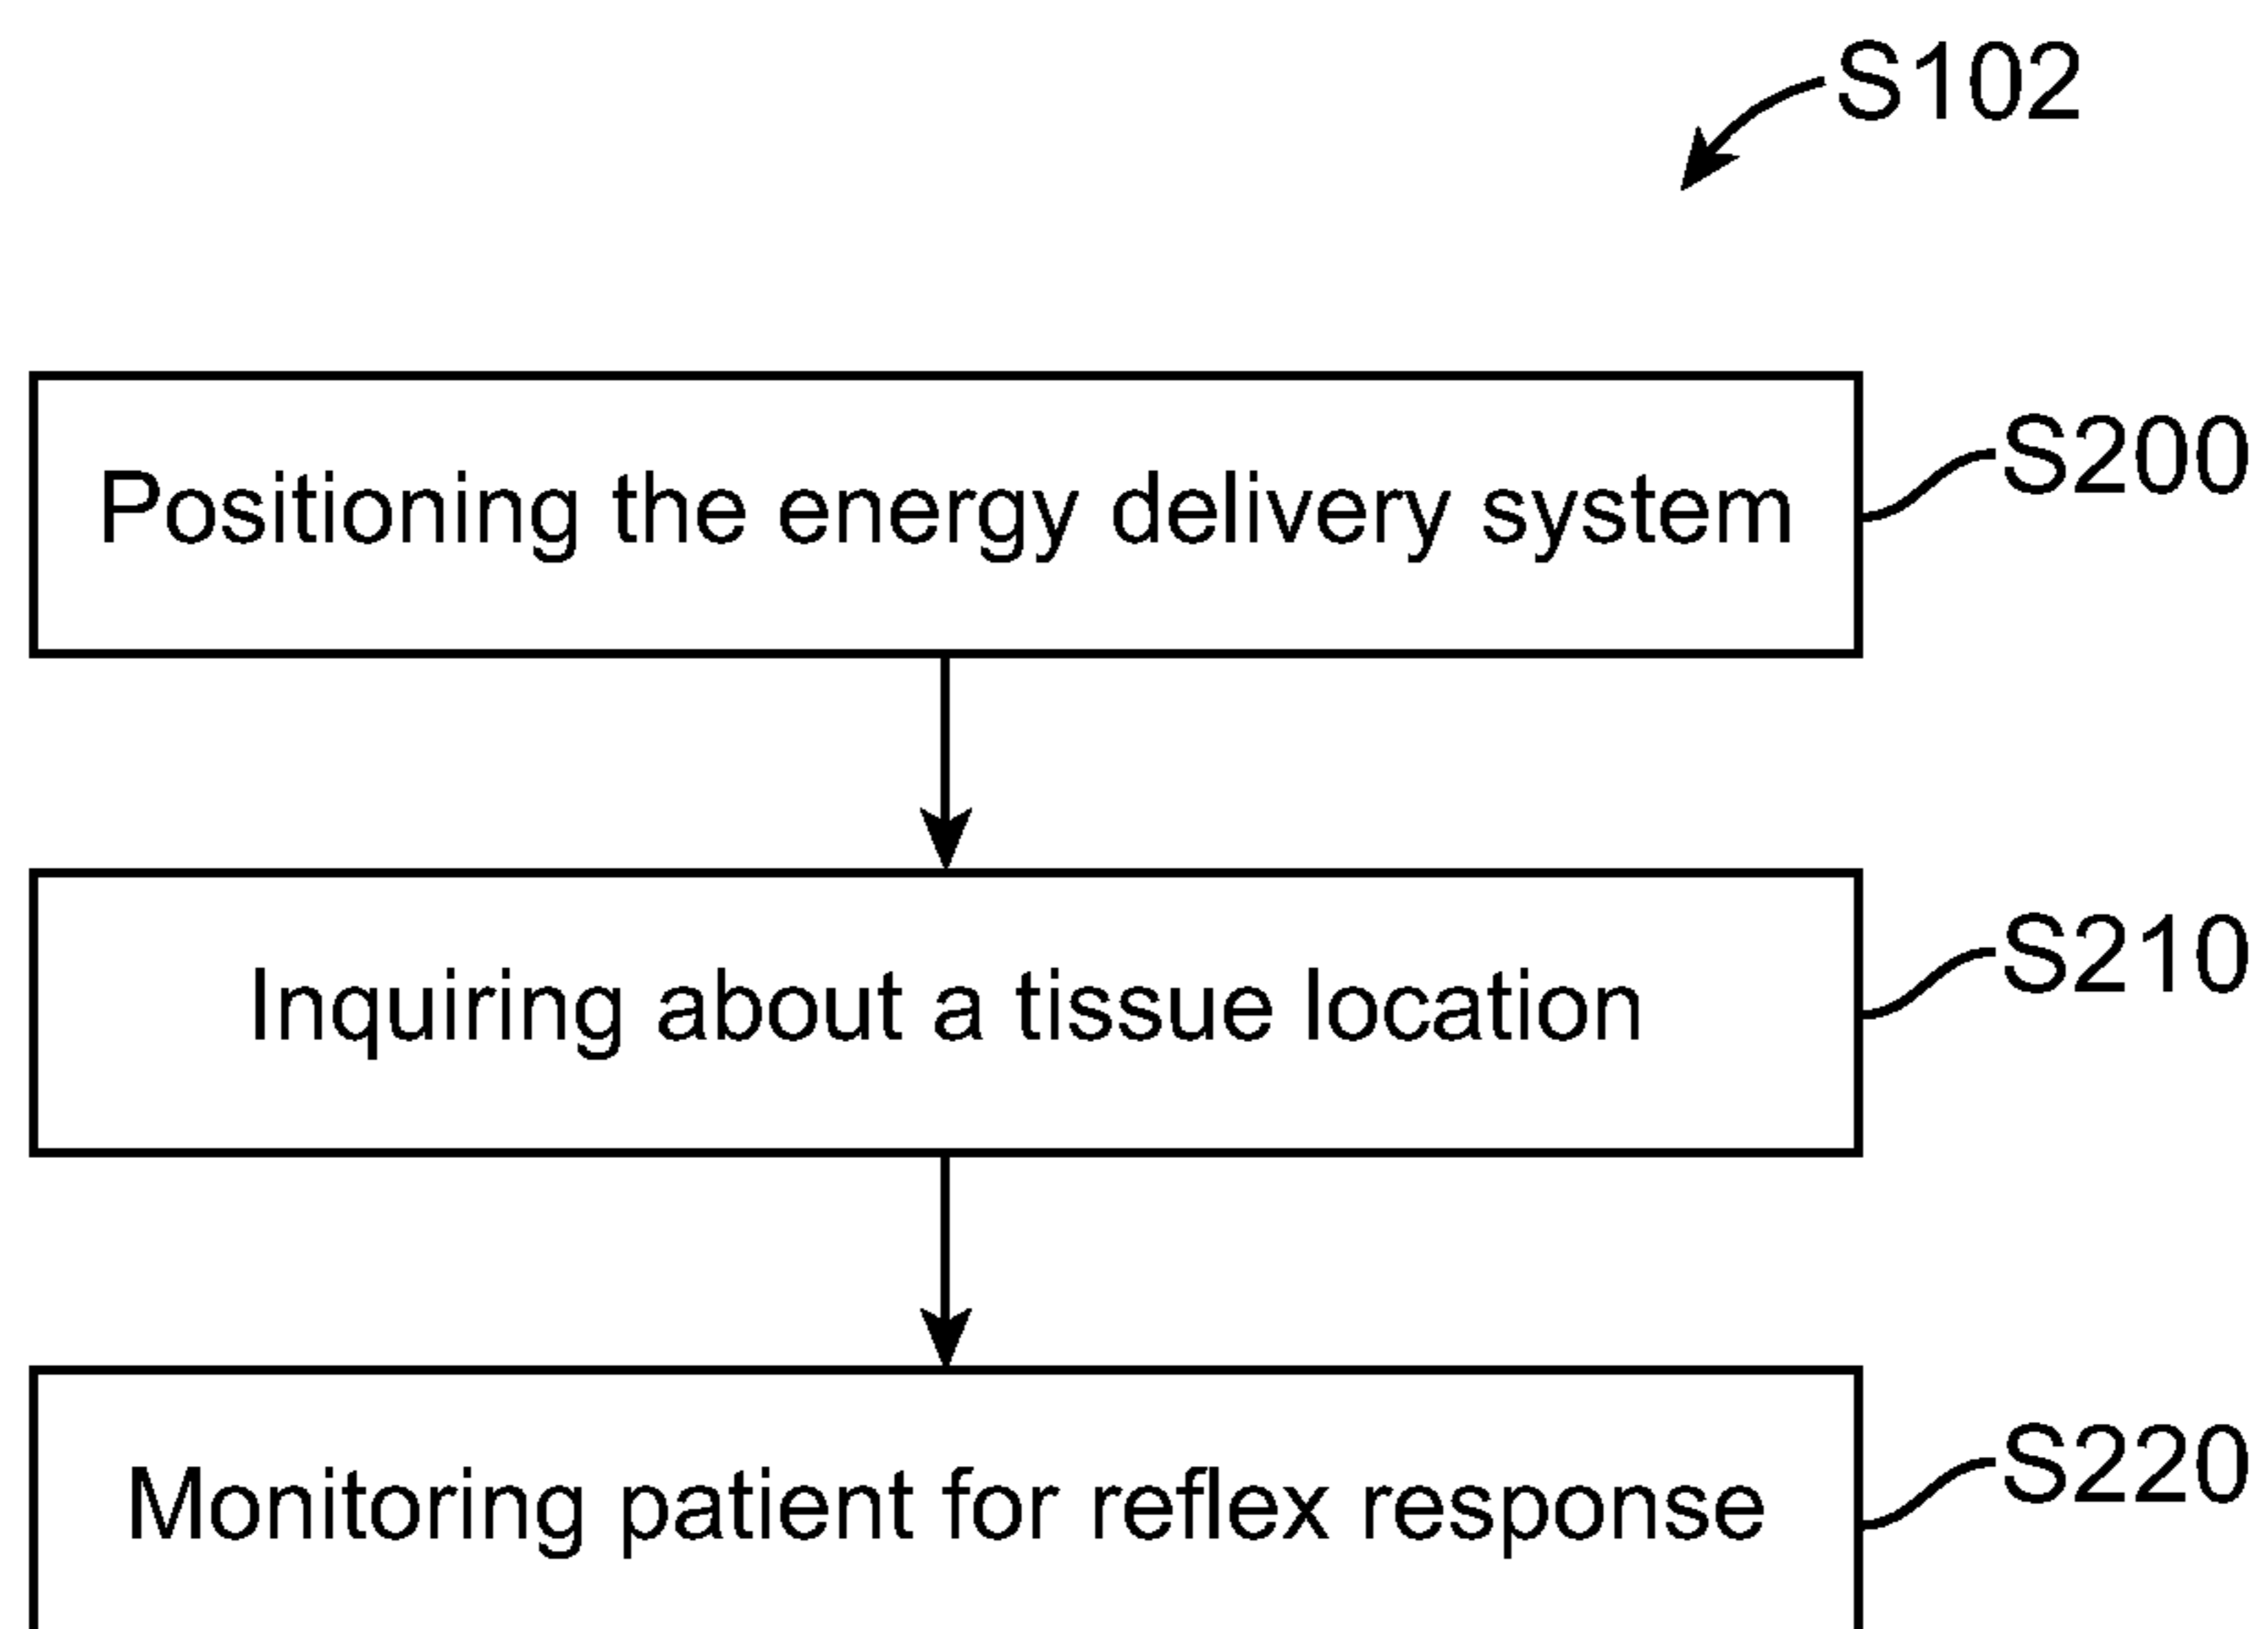 S102
Positioning the energy delivery system
S200
Inquiring about a tissue location
S210
Monitoring patient for reflex response
S220